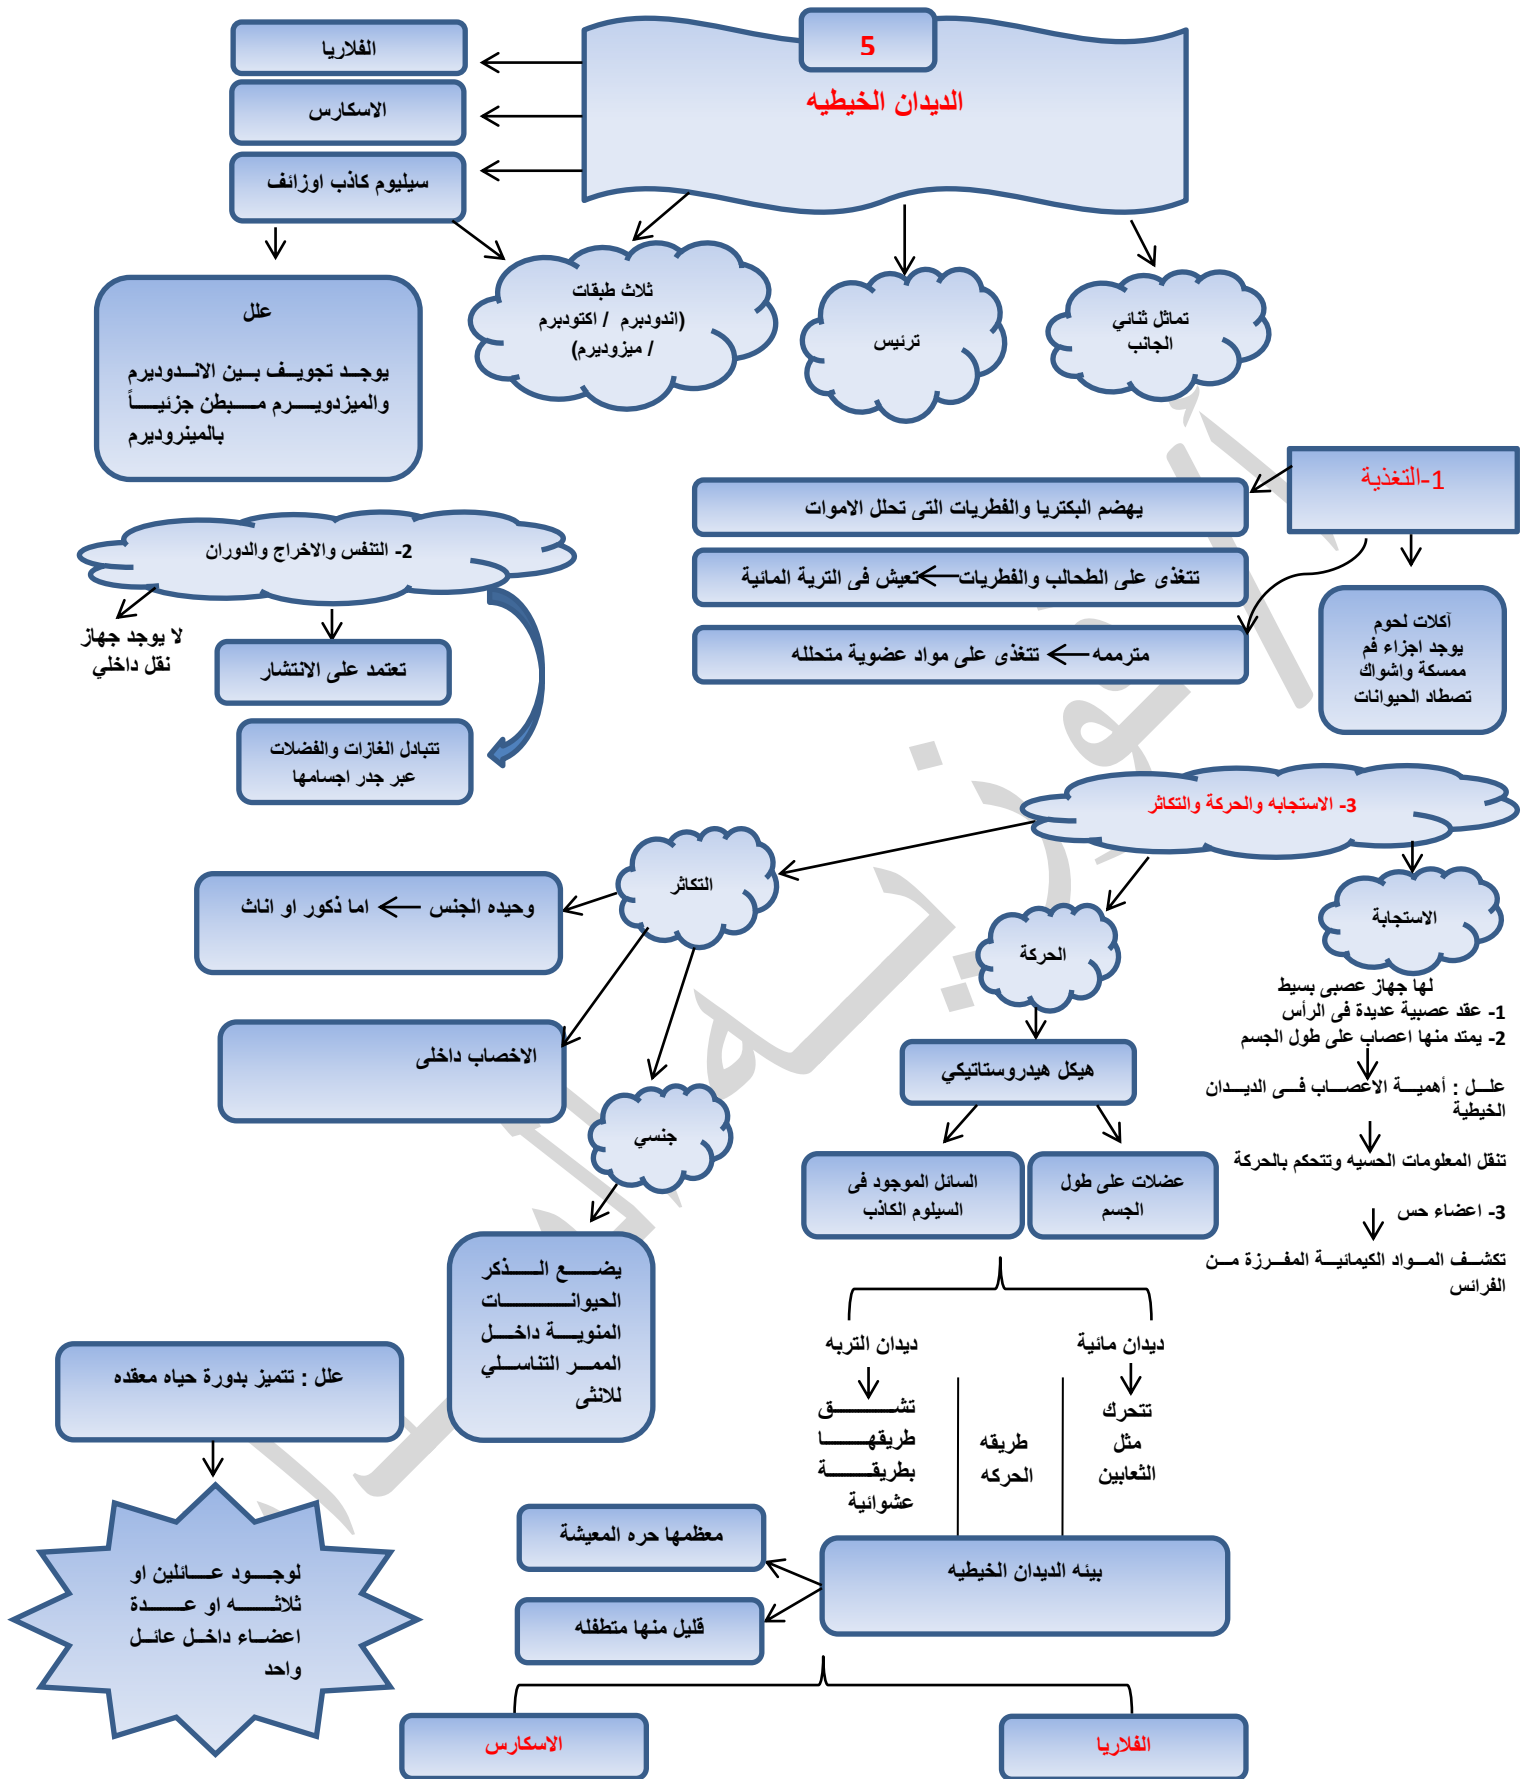 5
الديدان الخيطيه
الفلاريا
الاسكارس
سيليوم كاذب اوزائف
تماثل ثنائي
الجانب
ترئيس
ثلاث طبقات
(اندودبرم / اكتودبرم
/ ميزوديرم)
علل
يوجد تجويف بين الاندوديرم
والميزدويرم مبطن جزئياً
بالمينروديرم
1-التغذية
يهضم البكتريا والفطريات التى تحلل الاموات
تتغذى على الطحالب والفطريات
تعيش فى التربة المائية
مترممه
تتغذى على مواد عضوية متحلله
آكلات لحوم
يوجد اجزاء فم
ممسكة واشواك
تصطاد الحيوانات
2- التنفس والاخراج والدوران
لا يوجد جهاز
نقل داخلي
تعتمد على الانتشار
تتبادل الغازات والفضلات
عبر جدر اجسامها
3- الاستجابه والحركة والتكاثر
الاستجابة
لها جهاز عصبى بسيط
1- عقد عصبية عديدة فى الرأس
2- يمتد منها اعصاب على طول الجسم
علل : أهمية الاعصاب فى الديدان
الخيطية
تنقل المعلومات الحسيه وتتحكم بالحركة
3- اعضاء حس
تكشف المواد الكيمائية المفرزة من
الفرائس
الحركة
هيكل هيدروستاتيكي
عضلات على طول
الجسم
السائل الموجود فى
السيلوم الكاذب
ديدان مائية
ديدان التربه
تتحرك
مثل
الثعابين
طريقه
الحركه
تشق
طريقها
بطريقة
عشوائية
التكاثر
وحيده الجنس
اما ذكور او اناث
الاخصاب داخلى
جنسي
يضع الذكر
الحيوانات
المنوية داخل
الممر التناسلي
للانثى
علل : تتميز بدورة حياه معقده
لوجود عائلين او
ثلاثه او عدة
اعضاء داخل عائل
واحد
بيئه الديدان الخيطيه
معظمها حره المعيشة
قليل منها متطفله
الفلاريا
الاسكارس